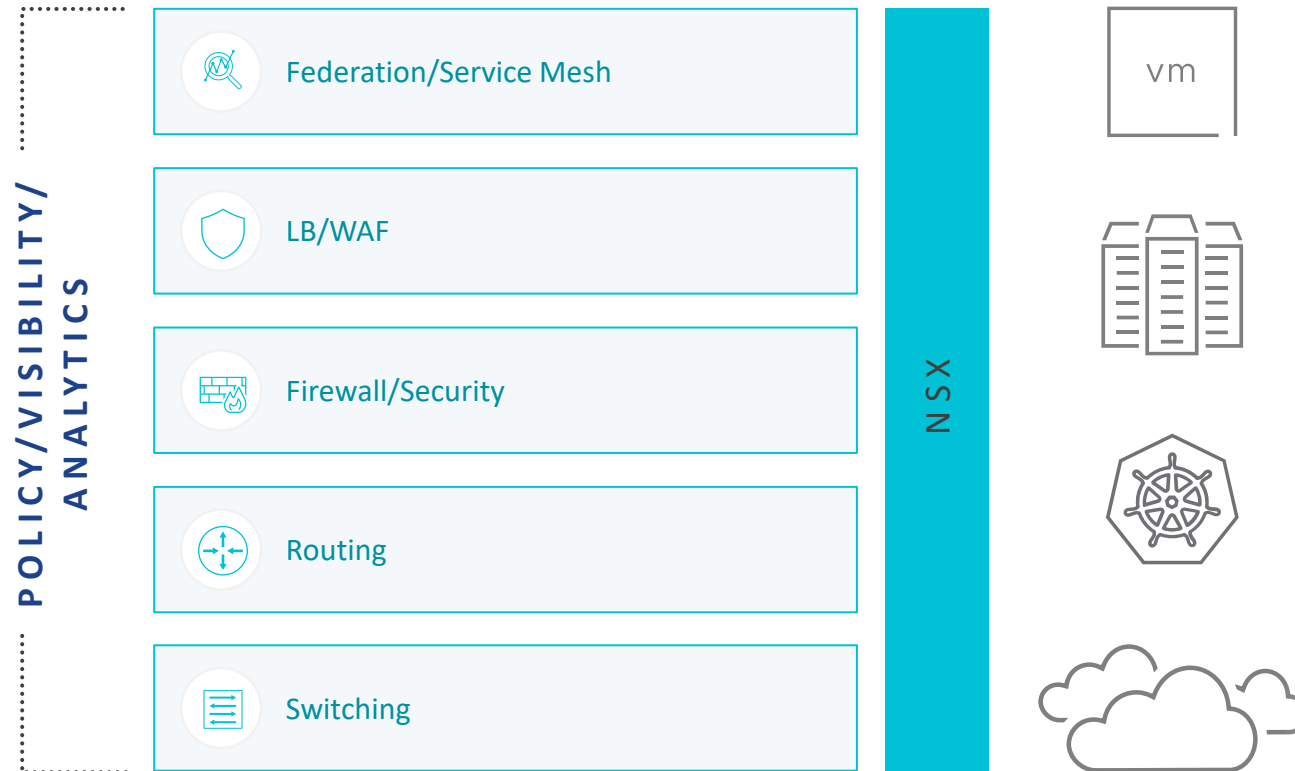 POLICY/VISIBILITY/
ANALYTICS
Federation/Service Mesh
LB/WAF
Firewall/Security
Routing
Switching
NSX
vm